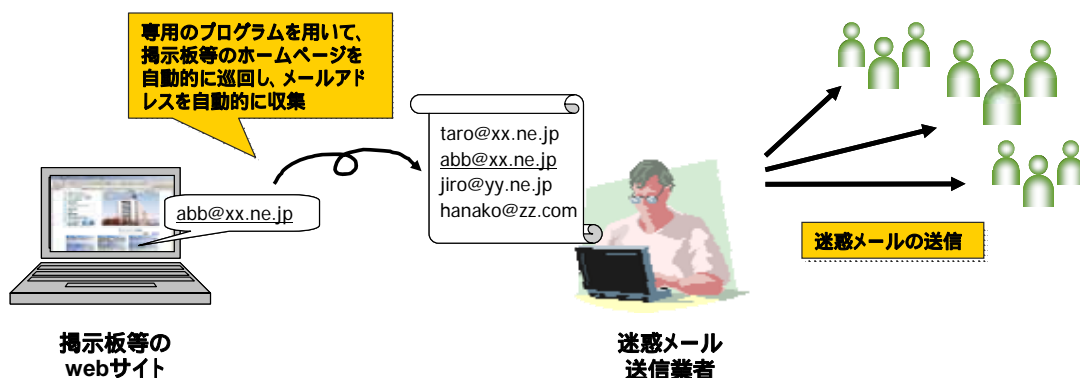 専用のプログラムを用いて、
掲示板等のホームページを
自動的に巡回し、メールアド
レスを自動的に収集
taro@xx.ne.jp
abb@xx.ne.jp
jiro@yy.ne.jp
hanako@zz.com
abb@xx.ne.jp
迷惑メールの送信
掲示板等の
webサイト
迷惑メール
送信業者